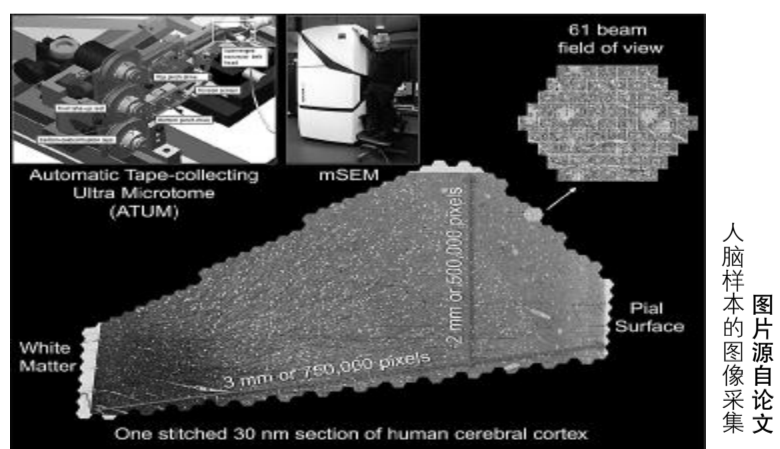 Automatic Tape-collecting
Ultra Microtome
(ATUM)
mSEM
61 beam
field of view
2 mm or 500,000 pixels
3 mm or 750,000 pixels
White
Matter
Pial
Surface
One stitched 30 nm section of human cerebral cortex
图片源自论文
人脑样本的图像采集